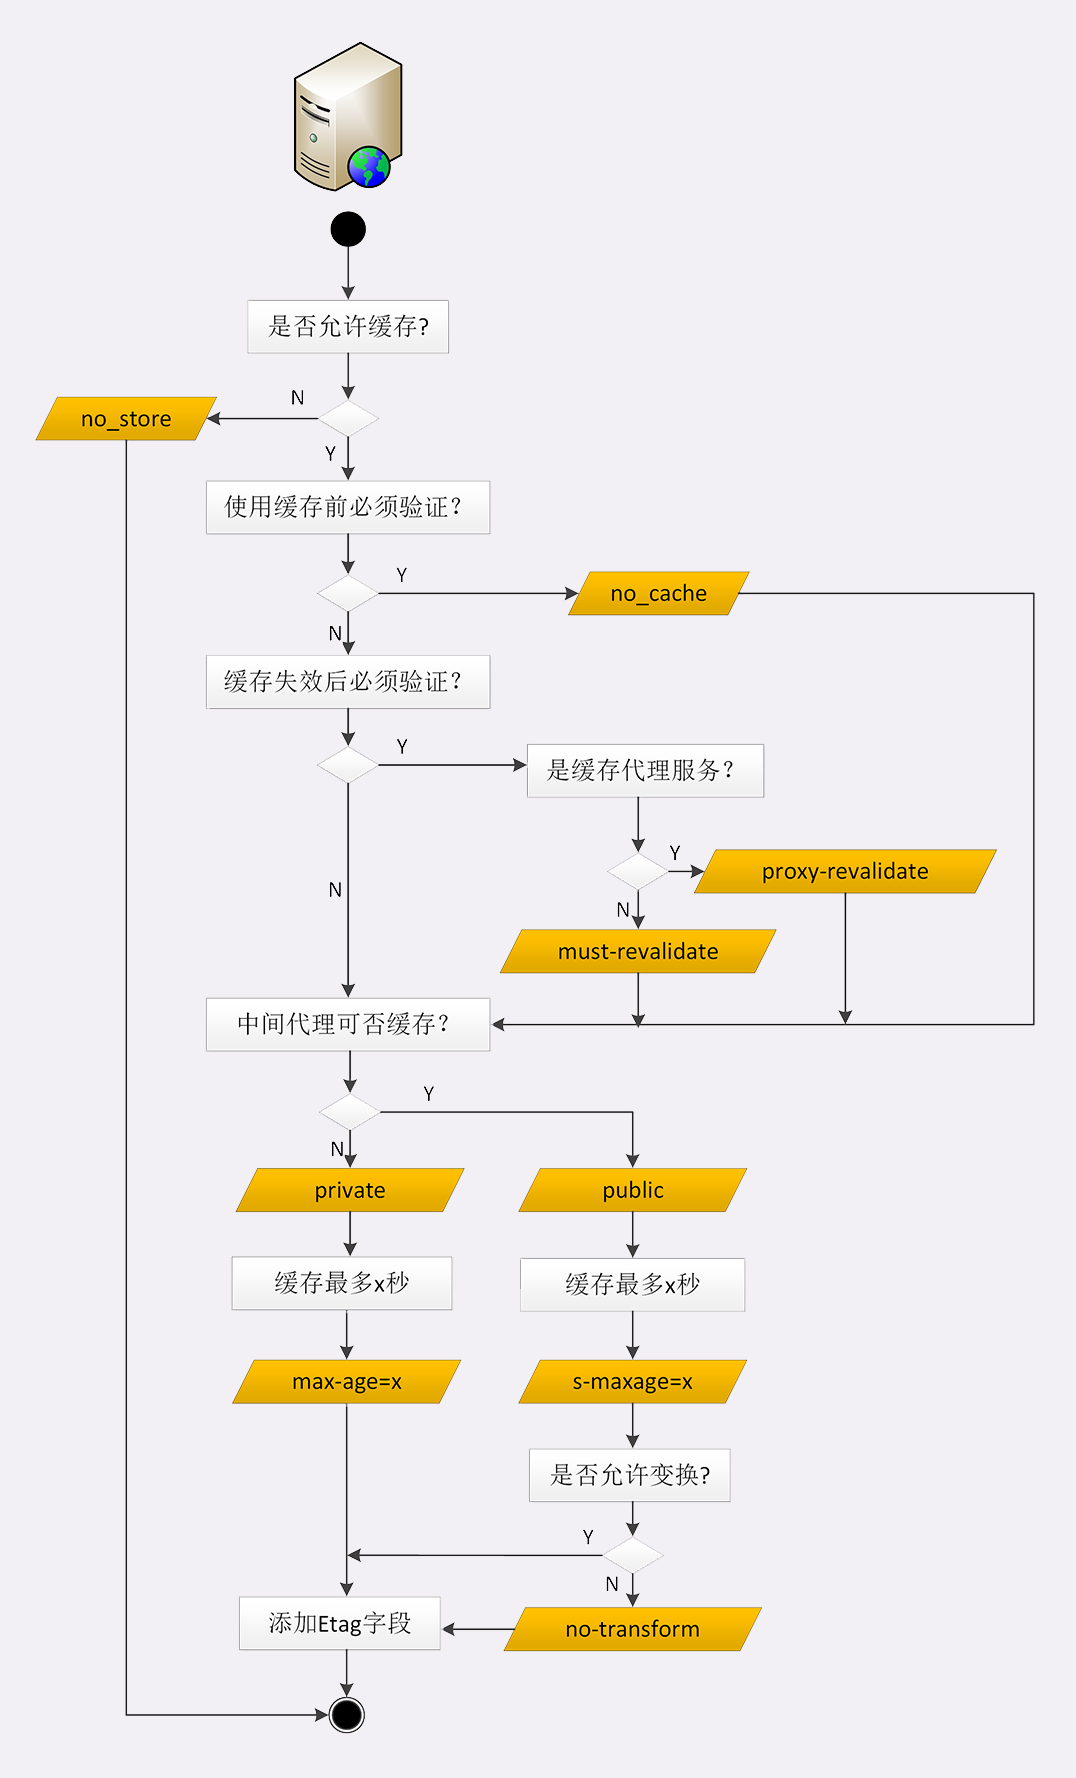 是否允许缓存?
N
no_store
Y
使用缓存前必须验证？
Y
no_cache
N
缓存失效后必须验证？
Y
是缓存代理服务？
Y
proxy-revalidate
N
N
must-revalidate
中间代理可否缓存？
Y
N
private
public
缓存最多x秒
缓存最多x秒
max-age=x
s-maxage=x
是否允许变换?
Y
N
添加Etag字段
no-transform